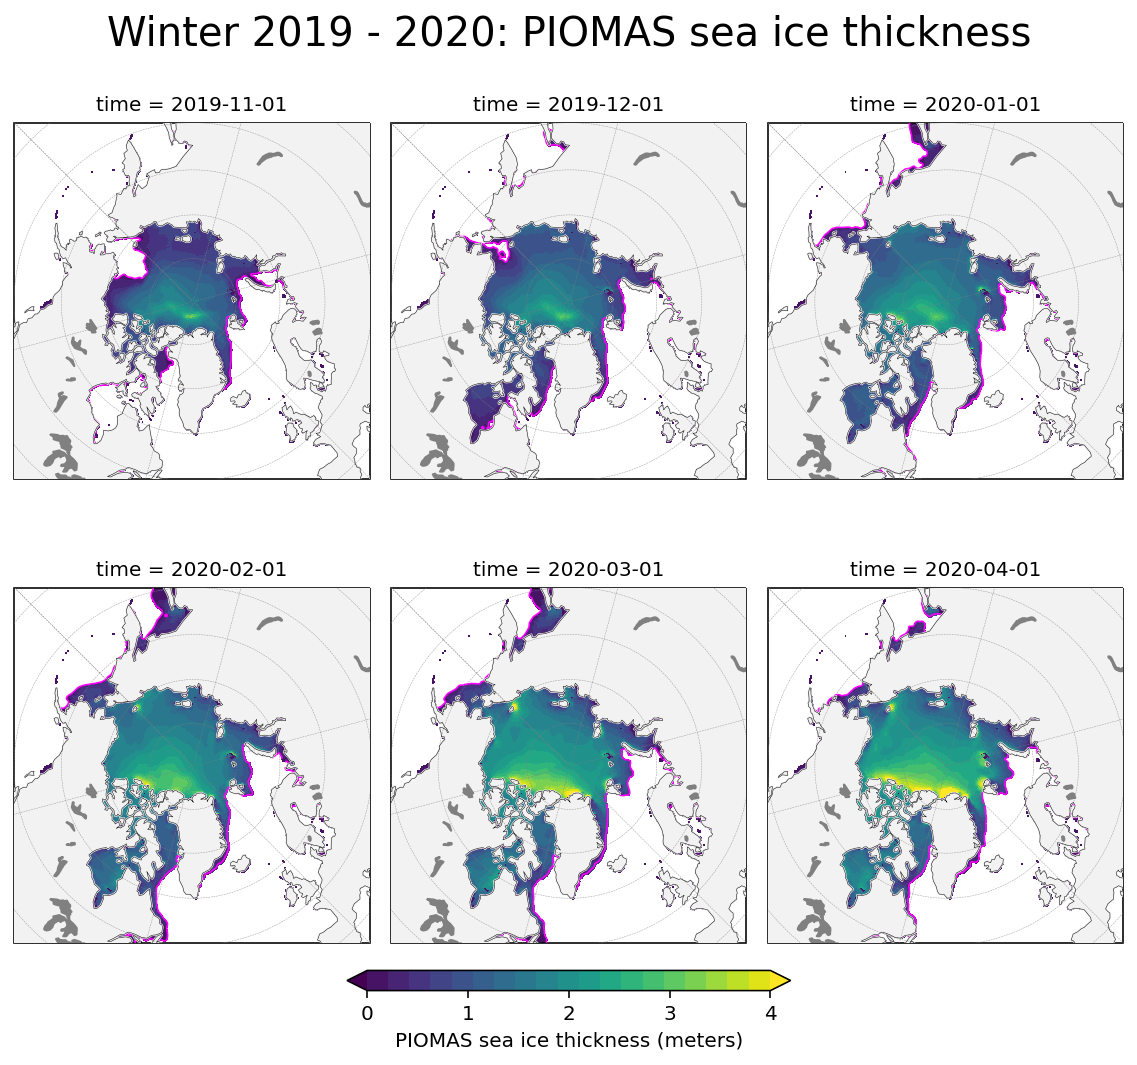 Winter 2019 - 2020: PIOMAS sea ice thickness
time = 2019-11-01
time = 2019-12-01
time = 2020-01-01
time = 2020-02-01
time = 2020-03-01
time = 2020-04-01
0 1 2 3 4
PIOMAS sea ice thickness (meters)